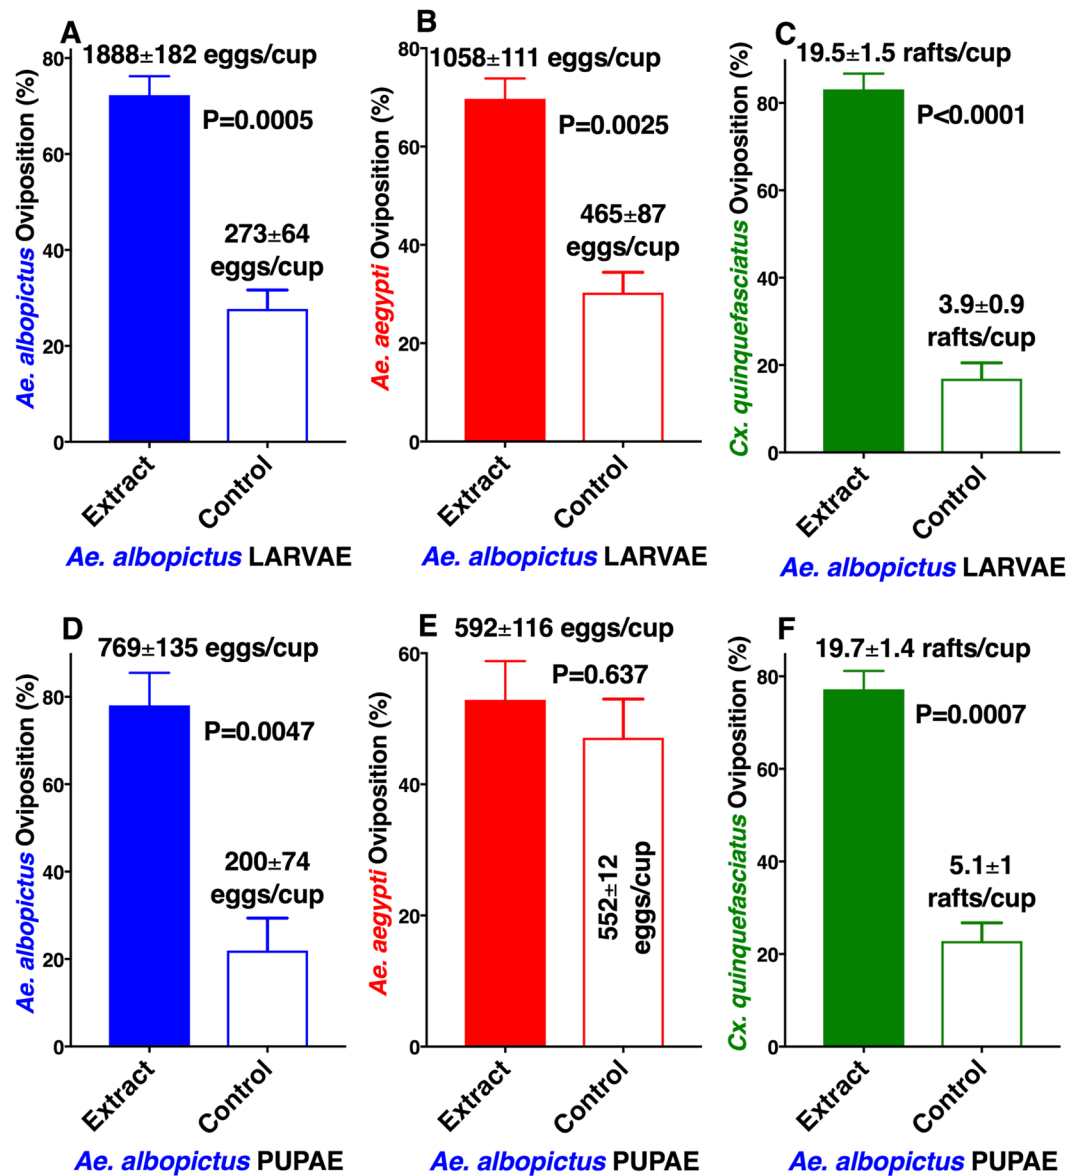 A
1888±182 eggs/cup
Ae. albopictus Oviposition (%)
80
60
40
20
0
P=0.0005
273±64
eggs/cup
Extract
Control
Ae. albopictus LARVAE
B
1058±111 eggs/cup
Ae. aegypti Oviposition (%)
80
60
40
20
0
P=0.0025
465±87
eggs/cup
Extract
Control
Ae. albopictus LARVAE
C
19.5±1.5 rafts/cup
Cx. quinquefasciatus Oviposition (%)
80
60
40
20
0
P<0.0001
3.9±0.9
rafts/cup
Extract
Control
Ae. albopictus LARVAE
D
769±135 eggs/cup
Ae. albopictus Oviposition (%)
80
60
40
20
0
P=0.0047
200±74
eggs/cup
Extract
Control
Ae. albopictus PUPAE
E
592±116 eggs/cup
Ae. aegypti Oviposition (%)
60
40
20
0
P=0.637
552±12
eggs/cup
Extract
Control
Ae. albopictus PUPAE
F
19.7±1.4 rafts/cup
Cx. quinquefasciatus Oviposition (%)
80
60
40
20
0
P=0.0007
5.1±1
rafts/cup
Extract
Control
Ae. albopictus PUPAE